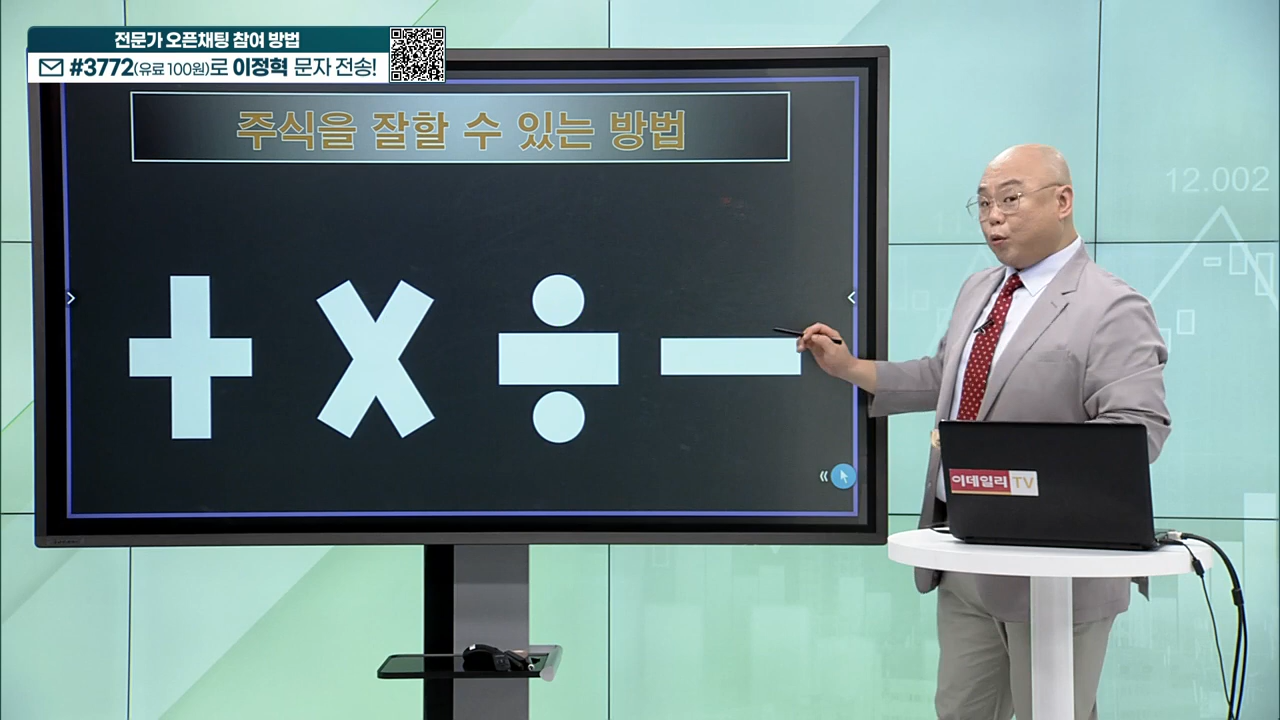 전문가 오픈채팅 참여 방법
#3772(유료 100원)로 이정혁 문자 전송!
주식을 잘할 수 있는 방법
+ × ÷ −
12.002
이데일리 TV